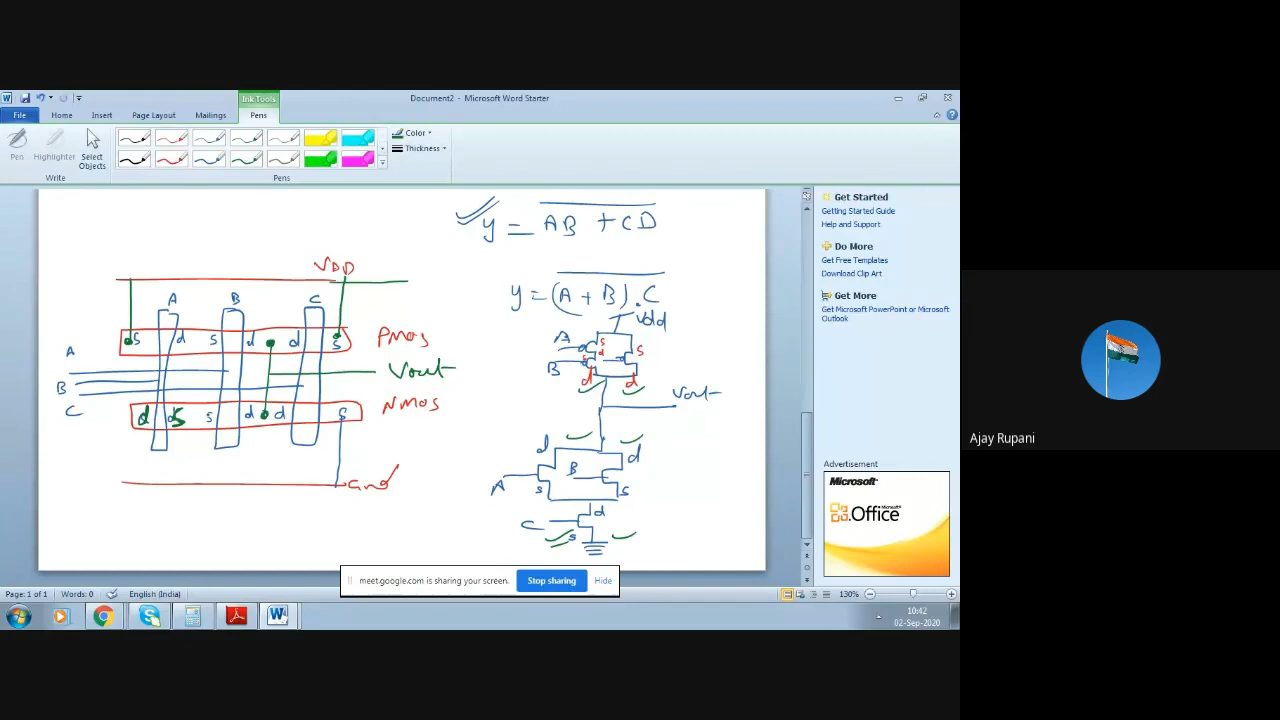 Ink Tools
Document2 - Microsoft Word Starter
File Home Insert Page Layout Mailings Pens
Pen Highlighter Select Objects
Color
Thickness
Write
Pens
y = AB + CD
y = (A + B).C
VDD
A B C
s d s d d s
PMOS
Vout
A
B
C
NMOS
d s s d d s
Gnd
Vdd
A
s
d
s
B
s
d d
Vout
d d
A B
s s
d
C
s
Get Started
Getting Started Guide
Help and Support
Do More
Get Free Templates
Download Clip Art
Get More
Get Microsoft PowerPoint or Microsoft Outlook
Advertisement
Microsoft
Office
Ajay Rupani
meet.google.com is sharing your screen.
Stop sharing
Hide
Page: 1 of 1 Words: 0 English (India)
130%
10:42
02-Sep-2020